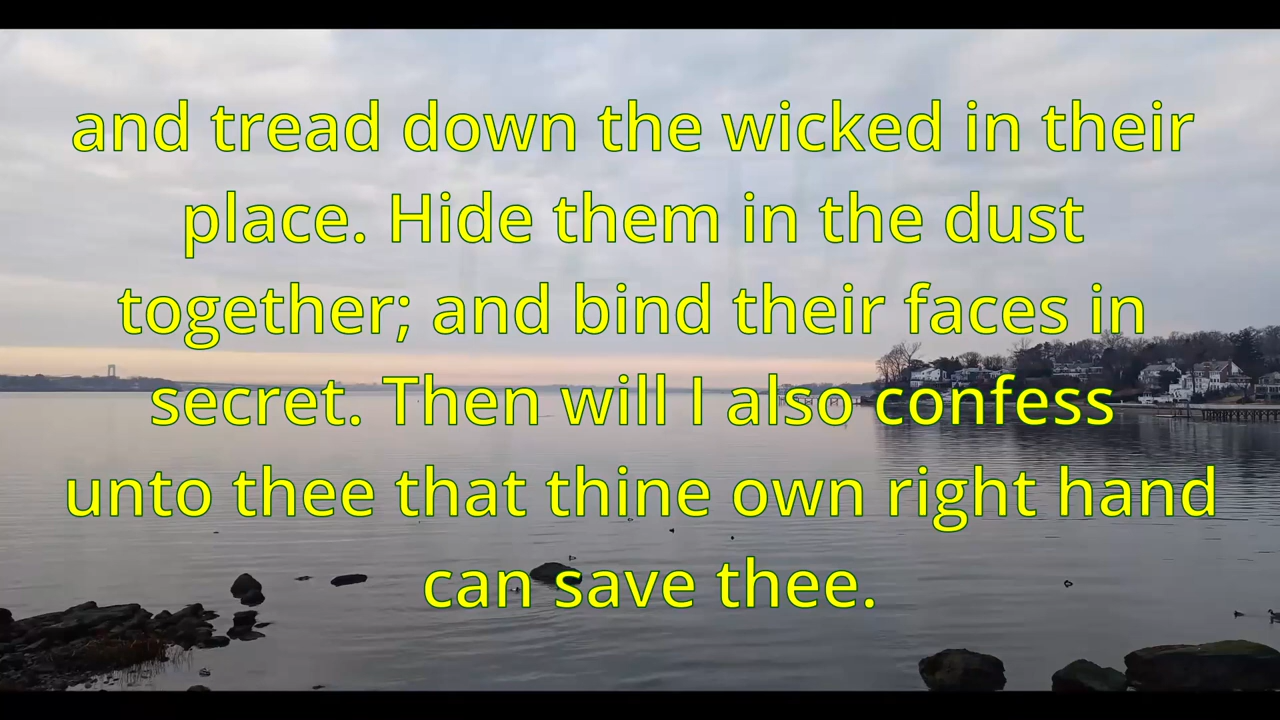 and tread down the wicked in their
place. Hide them in the dust
together; and bind their faces in
secret. Then will I also confess
unto thee that thine own right hand
can save thee.